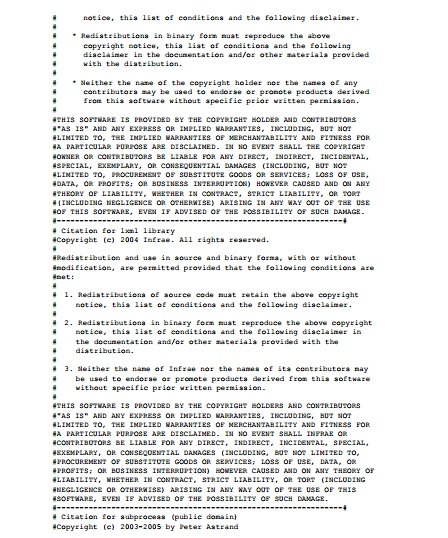 #      notice, this list of conditions and the following disclaimer.
#
#    * Redistributions in binary form must reproduce the above
#      copyright notice, this list of conditions and the following
#      disclaimer in the documentation and/or other materials provided
#      with the distribution.
#
#    * Neither the name of the copyright holder nor the names of any
#      contributors may be used to endorse or promote products derived
#      from this software without specific prior written permission.
#
#THIS SOFTWARE IS PROVIDED BY THE COPYRIGHT HOLDER AND CONTRIBUTORS
#"AS IS" AND ANY EXPRESS OR IMPLIED WARRANTIES, INCLUDING, BUT NOT
#LIMITED TO, THE IMPLIED WARRANTIES OF MERCHANTABILITY AND FITNESS FOR
#A PARTICULAR PURPOSE ARE DISCLAIMED. IN NO EVENT SHALL THE COPYRIGHT
#OWNER OR CONTRIBUTORS BE LIABLE FOR ANY DIRECT, INDIRECT, INCIDENTAL,
#SPECIAL, EXEMPLARY, OR CONSEQUENTIAL DAMAGES (INCLUDING, BUT NOT
#LIMITED TO, PROCUREMENT OF SUBSTITUTE GOODS OR SERVICES; LOSS OF USE,
#DATA, OR PROFITS; OR BUSINESS INTERRUPTION) HOWEVER CAUSED AND ON ANY
#THEORY OF LIABILITY, WHETHER IN CONTRACT, STRICT LIABILITY, OR TORT
#(INCLUDING NEGLIGENCE OR OTHERWISE) ARISING IN ANY WAY OUT OF THE USE
#OF THIS SOFTWARE, EVEN IF ADVISED OF THE POSSIBILITY OF SUCH DAMAGE.
#---------------------------------------------------------------#
# Citation for lxml library
#Copyright (c) 2004 Infrae. All rights reserved.
#
#Redistribution and use in source and binary forms, with or without
#modification, are permitted provided that the following conditions are
#met:
#
#  1. Redistributions of source code must retain the above copyright
#     notice, this list of conditions and the following disclaimer.
#
#  2. Redistributions in binary form must reproduce the above copyright
#     notice, this list of conditions and the following disclaimer in
#     the documentation and/or other materials provided with the
#     distribution.
#
#  3. Neither the name of Infrae nor the names of its contributors may
#     be used to endorse or promote products derived from this software
#     without specific prior written permission.
#
#THIS SOFTWARE IS PROVIDED BY THE COPYRIGHT HOLDERS AND CONTRIBUTORS
#"AS IS" AND ANY EXPRESS OR IMPLIED WARRANTIES, INCLUDING, BUT NOT
#LIMITED TO, THE IMPLIED WARRANTIES OF MERCHANTABILITY AND FITNESS FOR
#A PARTICULAR PURPOSE ARE DISCLAIMED. IN NO EVENT SHALL INFRAE OR
#CONTRIBUTORS BE LIABLE FOR ANY DIRECT, INDIRECT, INCIDENTAL, SPECIAL,
#EXEMPLARY, OR CONSEQUENTIAL DAMAGES (INCLUDING, BUT NOT LIMITED TO,
#PROCUREMENT OF SUBSTITUTE GOODS OR SERVICES; LOSS OF USE, DATA, OR
#PROFITS; OR BUSINESS INTERRUPTION) HOWEVER CAUSED AND ON ANY THEORY OF
#LIABILITY, WHETHER IN CONTRACT, STRICT LIABILITY, OR TORT (INCLUDING
#NEGLIGENCE OR OTHERWISE) ARISING IN ANY WAY OUT OF THE USE OF THIS
#SOFTWARE, EVEN IF ADVISED OF THE POSSIBILITY OF SUCH DAMAGE.
#---------------------------------------------------------------#
# Citation for subprocess (public domain)
#Copyright (c) 2003-2005 by Peter Astrand